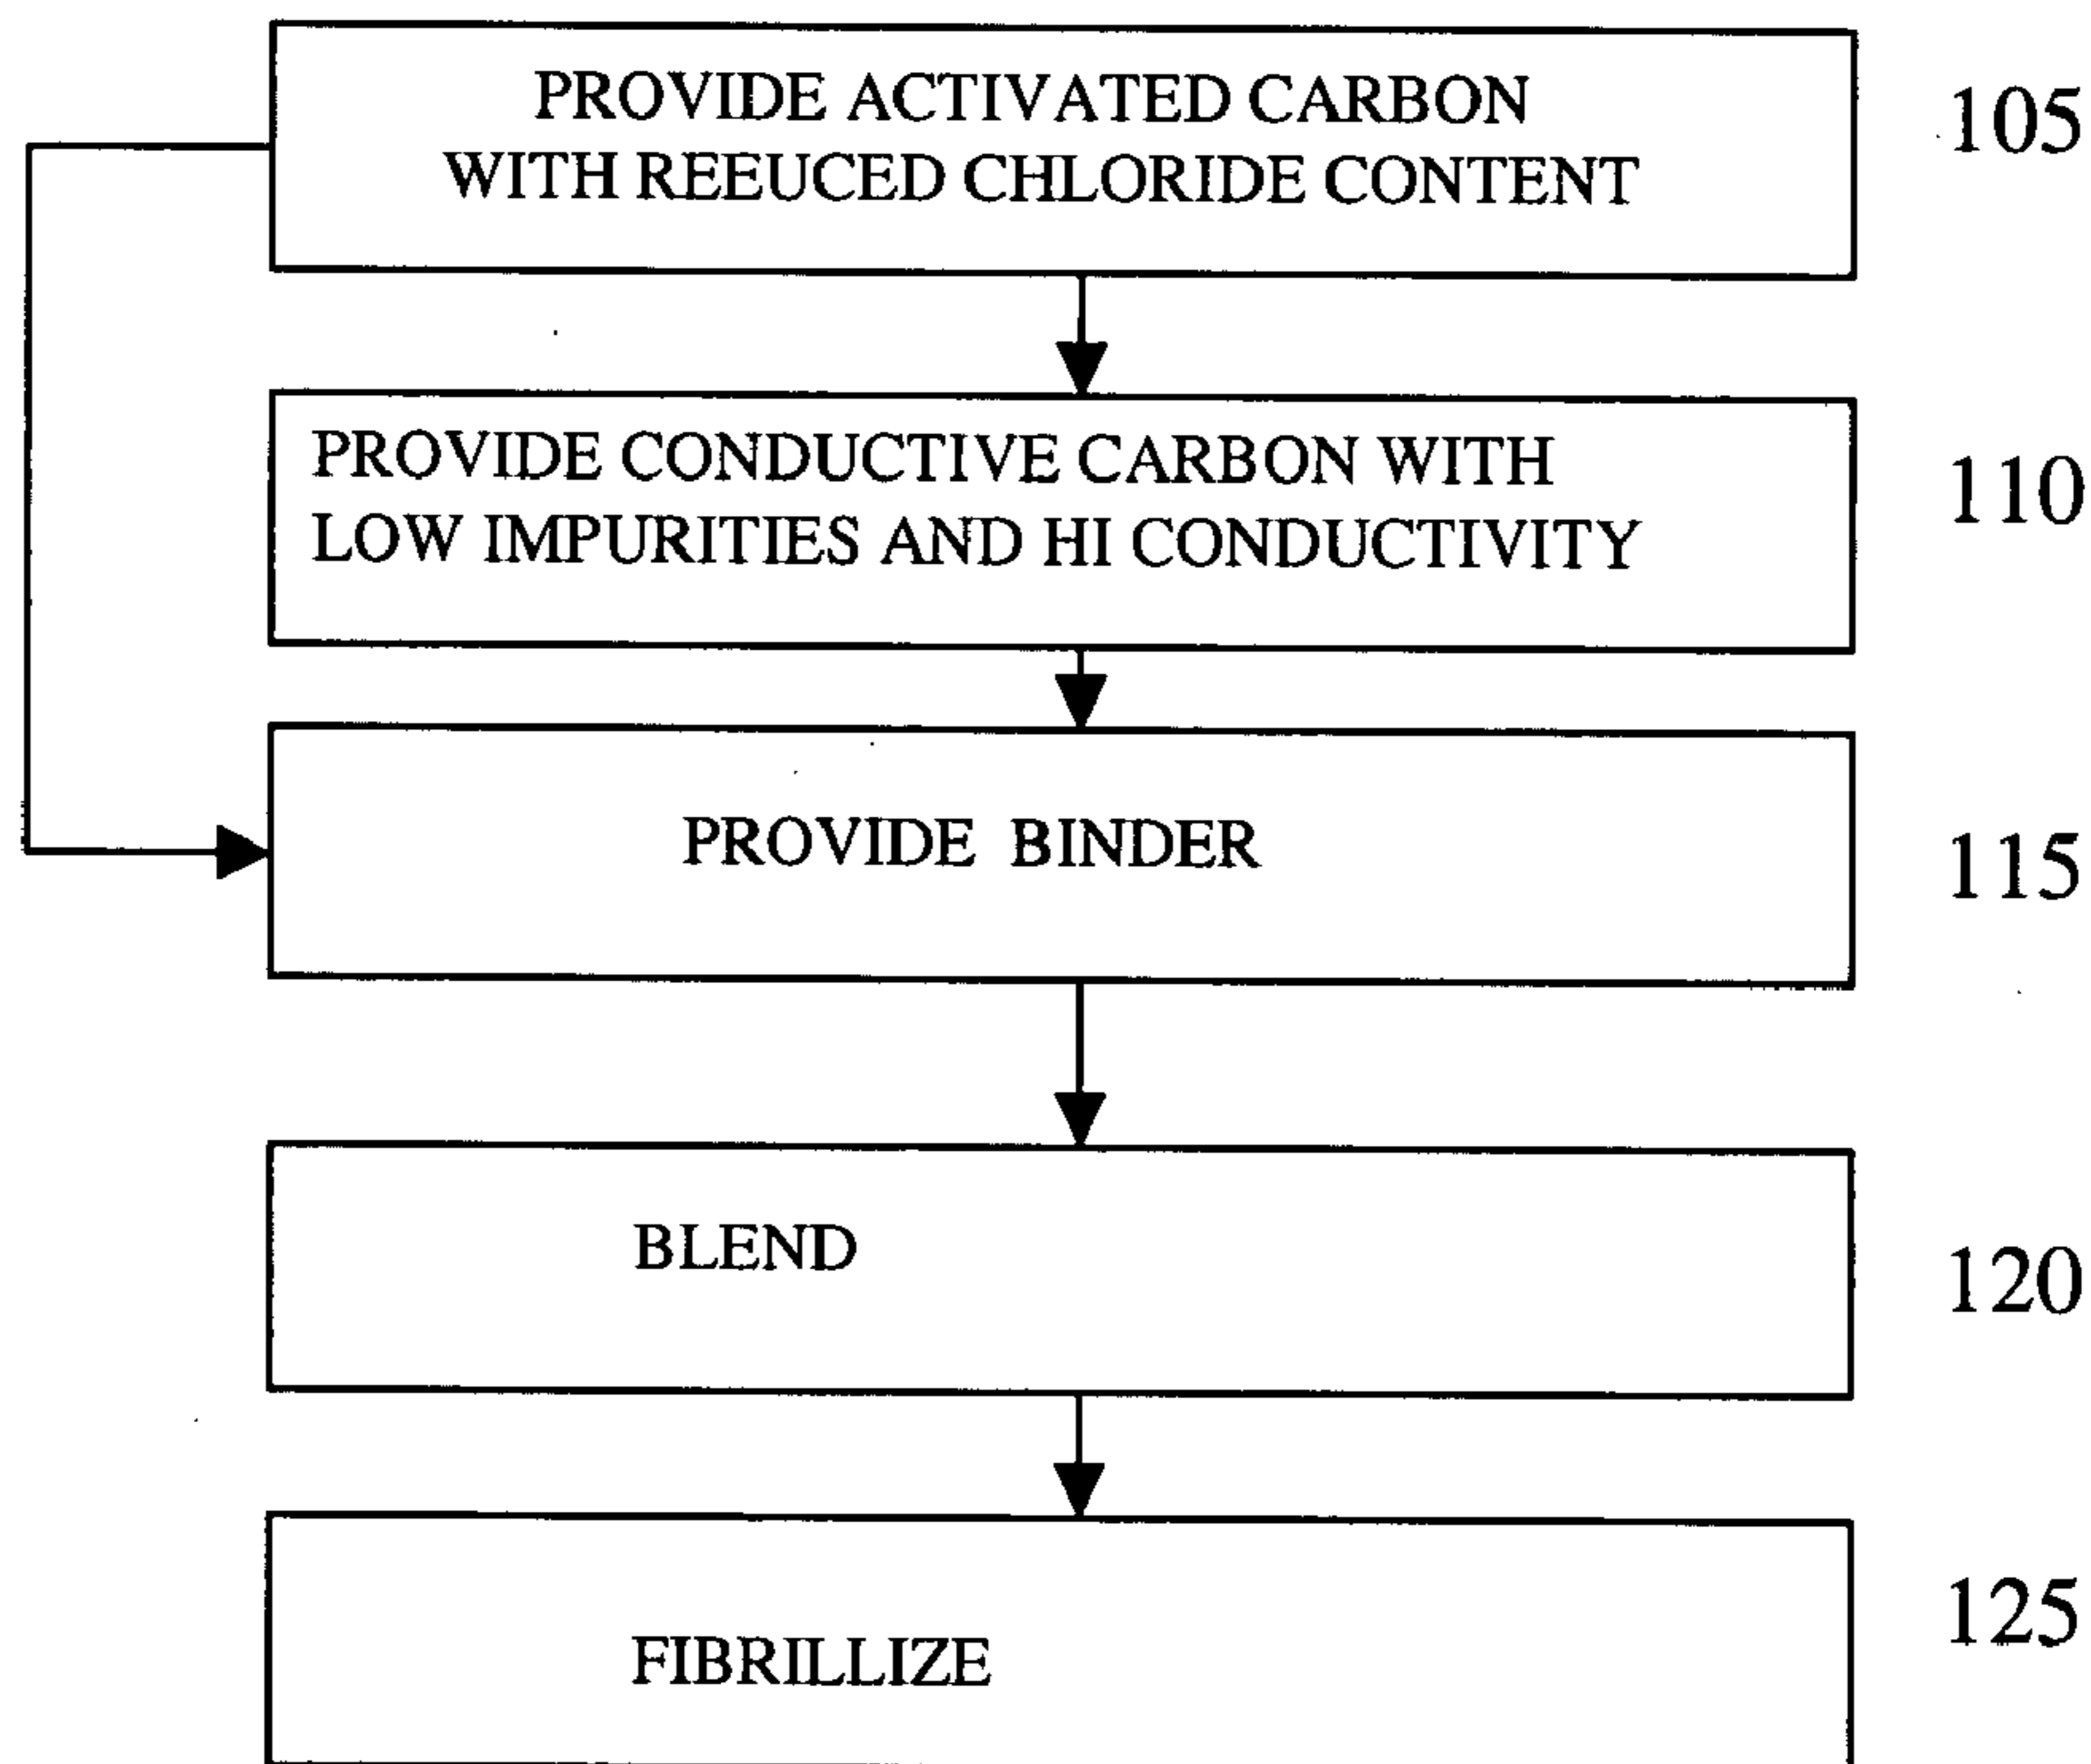 PROVIDE ACTIVATED CARBON
WITH REEUCED CHLORIDE CONTENT
105
PROVIDE CONDUCTIVE CARBON WITH
LOW IMPURITIES AND HI CONDUCTIVITY
110
PROVIDE BINDER
115
BLEND
120
FIBRILLIZE
125